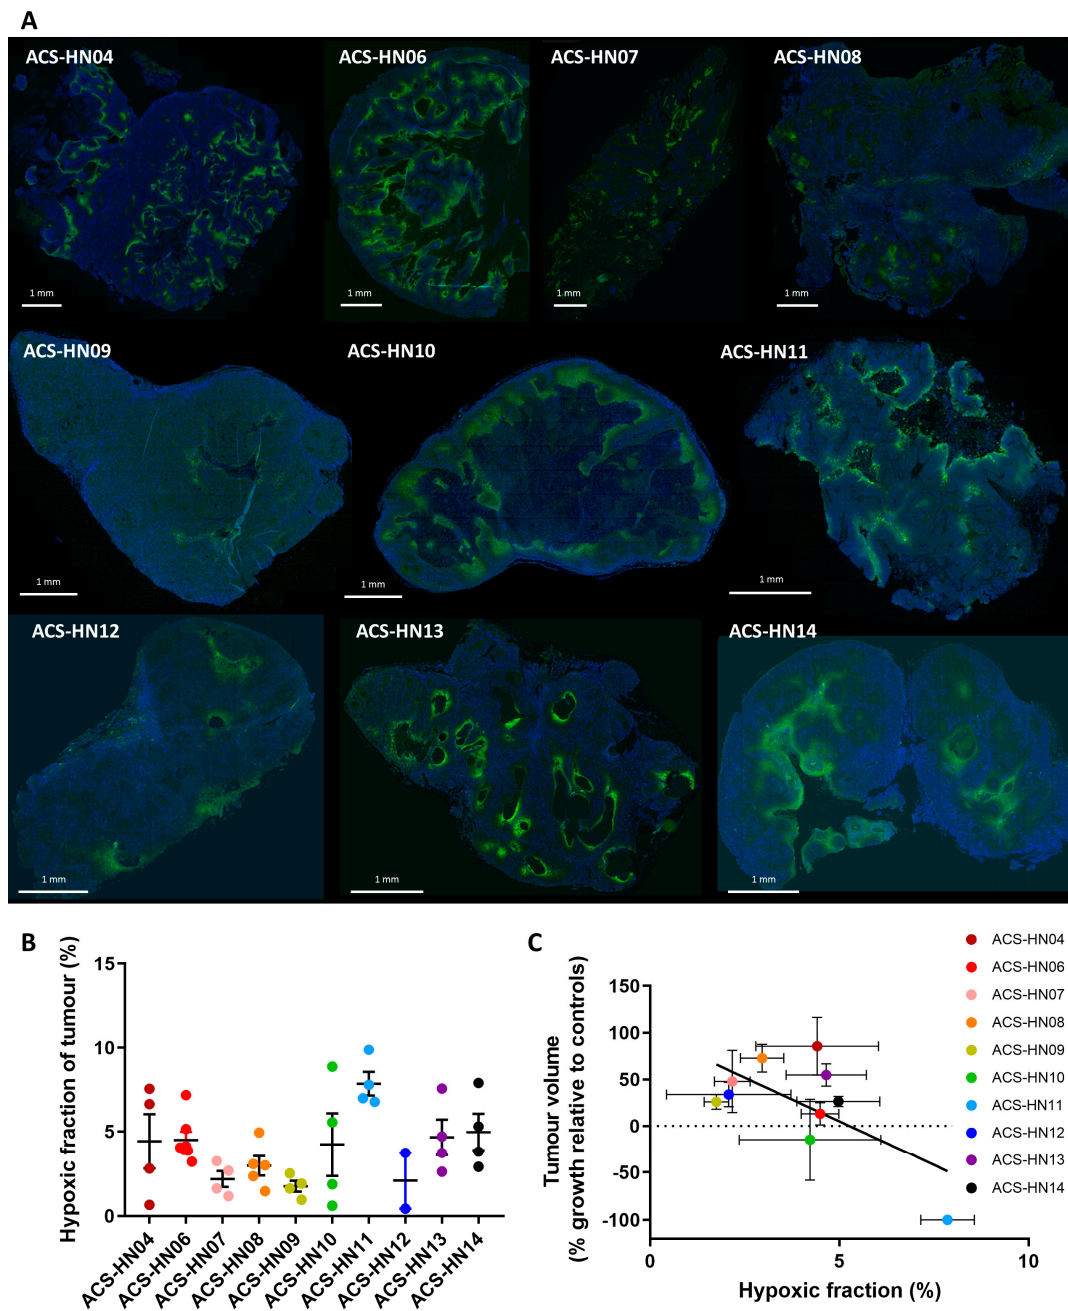 A
ACS-HN04
ACS-HN06
ACS-HN07
ACS-HN08
1 mm
1 mm
1 mm
1 mm
ACS-HN09
ACS-HN10
ACS-HN11
1 mm
1 mm
1 mm
ACS-HN12
ACS-HN13
ACS-HN14
1 mm
1 mm
1 mm
B
Hypoxic fraction of tumour (%)
15
10
5
0
ACS-HN04
ACS-HN06
ACS-HN07
ACS-HN08
ACS-HN09
ACS-HN10
ACS-HN11
ACS-HN12
ACS-HN13
ACS-HN14
C
Tumour volume
(% growth relative to controls)
150
100
50
0
-50
-100
0
5
10
Hypoxic fraction (%)
ACS-HN04
ACS-HN06
ACS-HN07
ACS-HN08
ACS-HN09
ACS-HN10
ACS-HN11
ACS-HN12
ACS-HN13
ACS-HN14